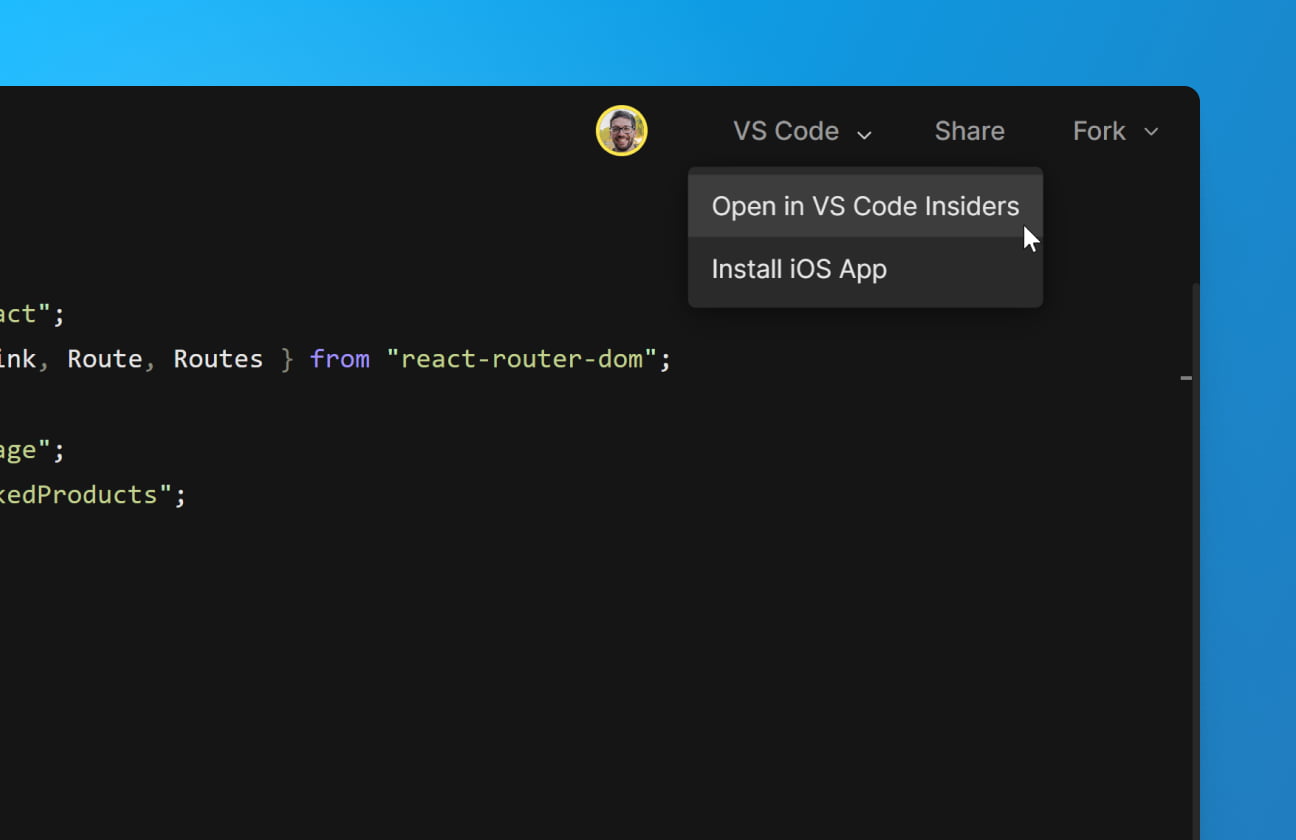 VS Code Share Fork
Open in VS Code Insiders
Install iOS App
act";
ink, Route, Routes } from "react-router-dom";
age";
kedProducts";